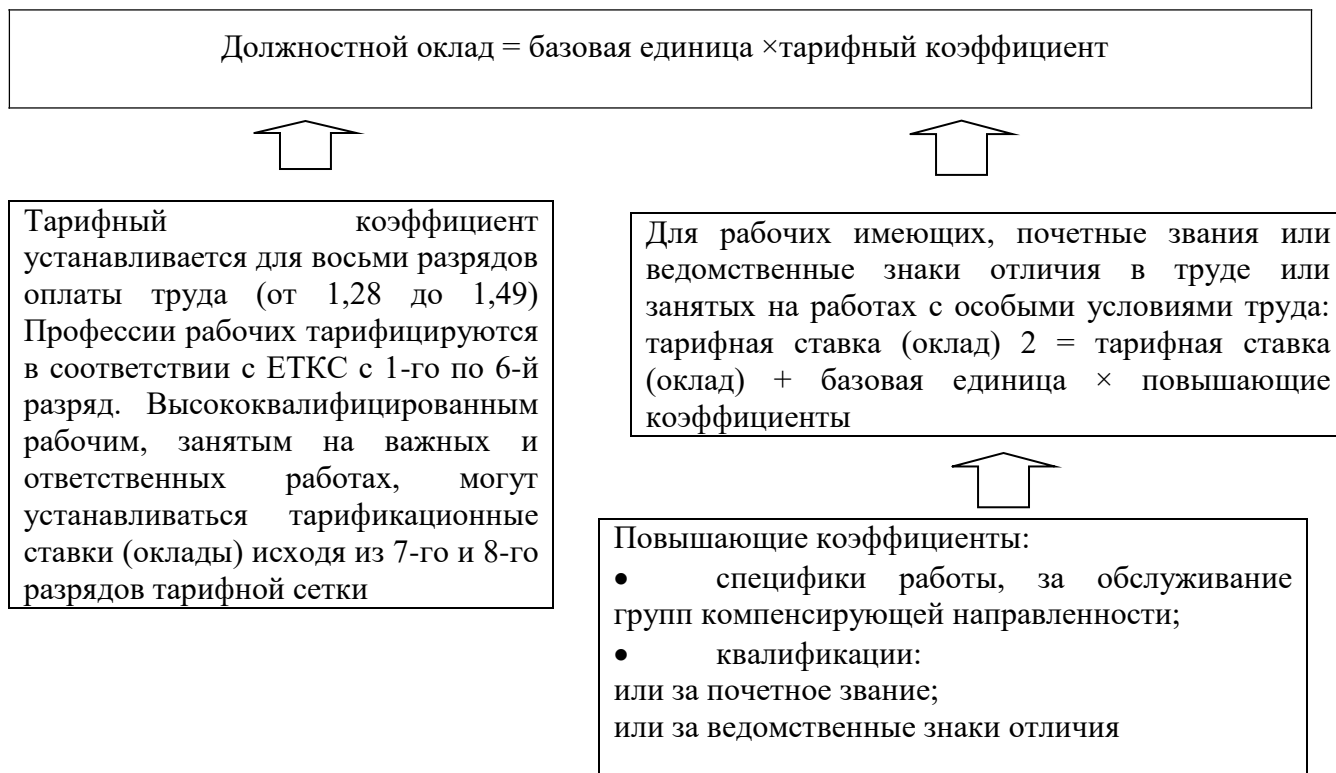 Должностной оклад = базовая единица ×тарифный коэффициент
Тарифный коэффициент
устанавливается для восьми разрядов
оплаты труда (от 1,28 до 1,49)
Профессии рабочих тарифицируются
в соответствии с ЕТКС с 1-го по 6-й
разряд. Высококвалифицированным
рабочим, занятым на важных и
ответственных работах, могут
устанавливаться тарификационные
ставки (оклады) исходя из 7-го и 8-го
разрядов тарифной сетки
Для рабочих имеющих, почетные звания или
ведомственные знаки отличия в труде или
занятых на работах с особыми условиями труда:
тарифная ставка (оклад) 2 = тарифная ставка
(оклад) + базовая единица × повышающие
коэффициенты
Повышающие коэффициенты:
• специфики работы, за обслуживание
групп компенсирующей направленности;
• квалификации:
или за почетное звание;
или за ведомственные знаки отличия